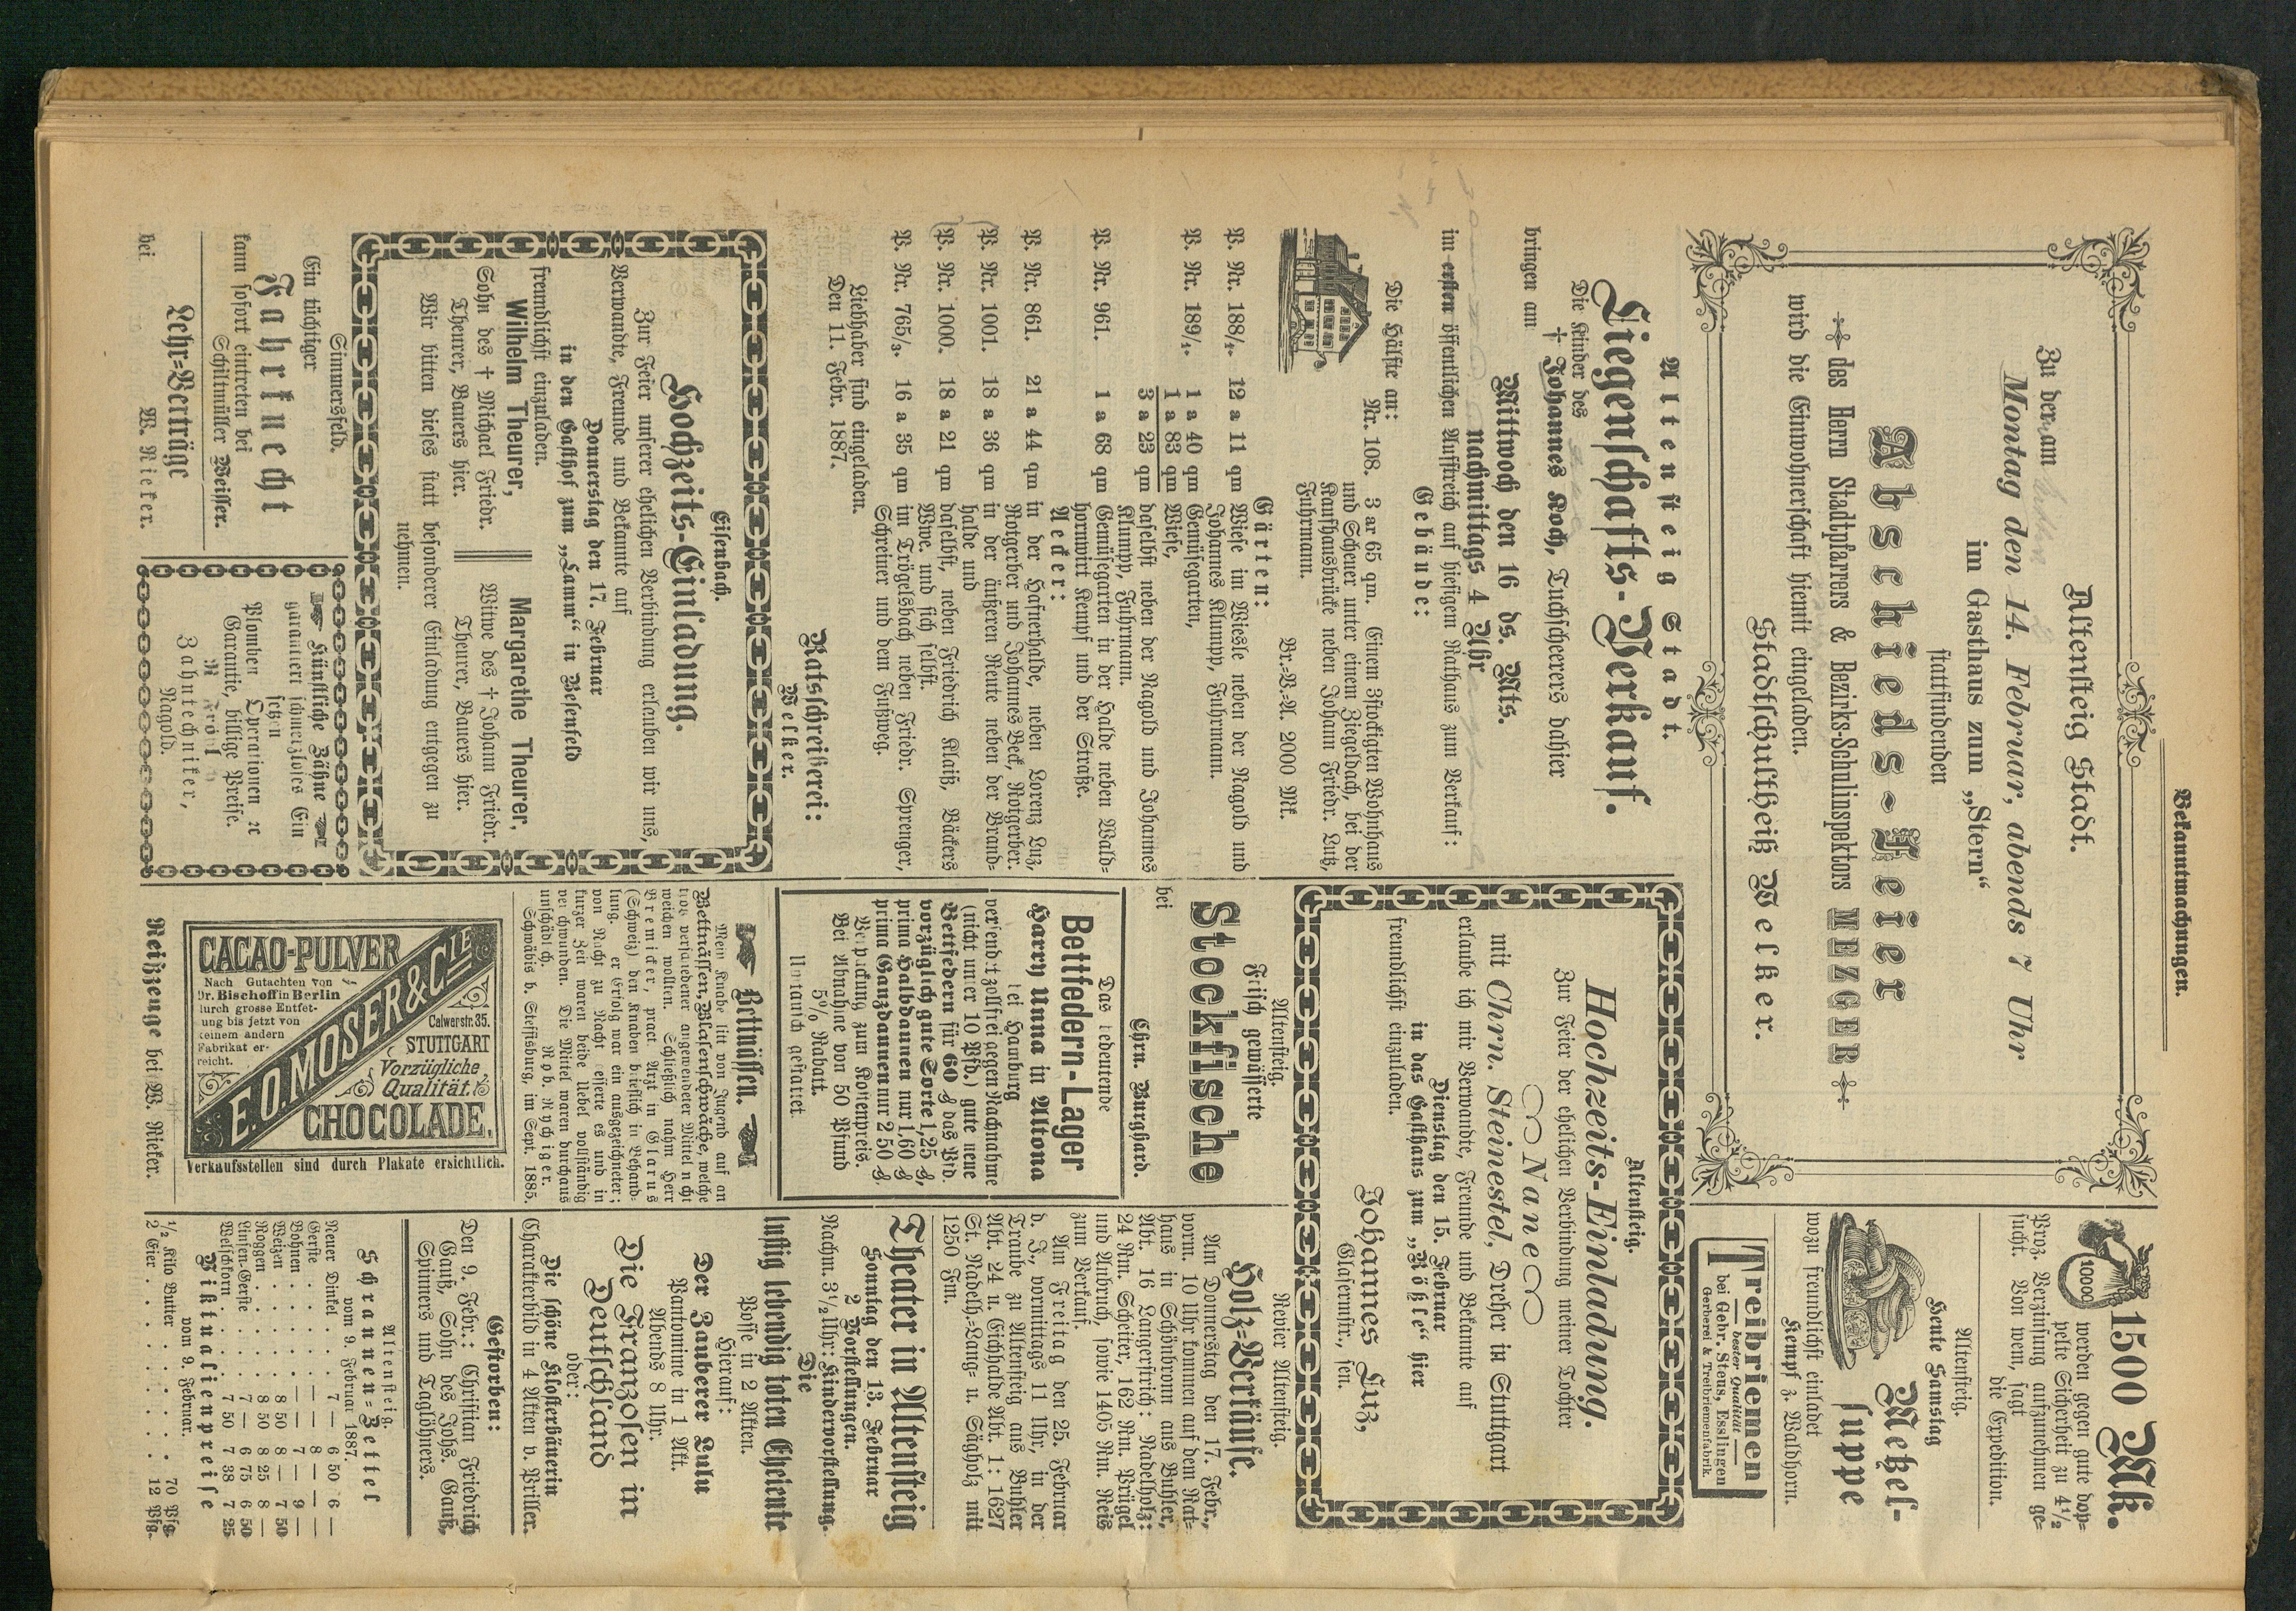 Bekanntmachungen.
Altensteig Stadt.
Zu der am
Montag den 14. Februar, abends 7 Uhr
im Gasthaus zum „Stern“
stattfindenden
Abschieds-Feier
des Herrn Stadtpfarrers & Bezirks-Schulinspektors MEZGER
wird die Einwohnerschaft hiemit eingeladen.
Stadtschultheiß Welker.
1500 Mk.
10000
werden gegen gute dop-
pelte Sicherheit zu 4½
Proz. Verzinsung aufzunehmen ge-
sucht. Von wem, sagt
die Expedition.
Altensteig.
Heute Samstag
Metzel-
suppe
wozu freundlichst einladet
Kempf z. Waldhorn.
Treibriemen
bester Qualität
bei Gebr. Steus, Eslingen
Gerberei & Treibriemenfabrik.
Altensteig Stadt.
Liegenschafts-Verkauf.
Die Kinder des
† Johannes Koch, Tuchscheerers dahier
bringen am
Mittwoch den 16 ds. Mts.
nachmittags 4 Uhr
im ersten öffentlichen Aufstreich auf hiesigem Rathaus zum Verkauf:
Gebäude:
Die Hälfte an:
Nr. 108. 3 ar 65 qm. Einem 3stockigten Wohnhaus
und Scheuer unter einem Ziegeldach, bei der
Kaufhausbrücke neben Johann Friedr. Lutz,
Fuhrmann.
Br.-V.-A. 2000 Mk.
Gärten:
P. Nr. 188/2. 12 a 11 qm Wiese im Wiesle neben der Nagold und
Johannes Klumpp, Fuhrmann.
P. Nr. 189/1. 1 a 40 qm Gemüsegarten,
1 a 83 qm Wiese,
3 a 23 qm daselbst neben der Nagold und Johannes
Klumpp, Fuhrmann.
P. Nr. 961. 1 a 68 qm Gemüsegarten in der Halde neben Wald-
hornwirt Kempf und der Straße.
Aecker:
P. Nr. 861. 21 a 44 qm in der Hafnerhalde, neben Lorenz Luz,
Rotgerber und Johannes Beck, Rotgerber.
P. Nr. 1001. 18 a 36 qm in der äußeren Reute neben der Brand-
halde und
P. Nr. 1000. 18 a 21 qm daselbst, neben Friedrich Klaiß, Bäckers
Wwe. und sich selbst.
P. Nr. 765/3. 16 a 35 qm im Trögelsbach neben Friedr. Sprenger,
Schreiner und dem Fußweg.
Liebhaber sind eingeladen.
Den 11. Febr. 1887.
Ratsschreiberei:
Welker.
Eisenbach.
Hochzeits-Einladung.
Zur Feier unserer ehelichen Verbindung erlauben wir uns,
Verwandte, Freunde und Bekannte auf
Donnerstag den 17. Februar
in den Gasthof zum „Lamm“ in Besenfeld
freundlichst einzuladen.
Wilhelm Theurer,
Sohn des † Michael Friedr.
Theurer, Bauers hier.
Margarethe Theurer,
Witwe des † Johann Friedr.
Theurer, Bauers hier.
Wir bitten dieses statt besonderer Einladung entgegen zu
nehmen.
Simmersfeld.
Ein tüchtiger
Fahrknecht
kann sofort eintreten bei
Schiltmüller Weisser.
Lehr-Verträge
bei W. Rieker.
Künstliche Zähne
garantiert schmerzloses Ein
setzen
Plomben Operationen ꝛc
Garantie, billige Preise.
Zahntechniker,
Nagold.
Altensteig.
Hochzeits-Einladung.
Zur Feier der ehelichen Verbindung meiner Tochter
Nane
mit Chrn. Steinestel, Dreher in Stuttgart
erlaube ich mir Verwandte, Freunde und Bekannte auf
Dienstag den 15. Februar
in das Gasthaus zum „Rößle“ hier
freundlichst einzuladen.
Johannes Luz,
Glasermstr., sen.
Altensteig.
Frisch gewässerte
Stockfische
bei Chrn. Burghard.
Das bedeutende
Bettfedern-Lager
Harry Unna in Altona
bei Hamburg
versendet zollfrei gegen Nachnahme
(nicht unter 10 Pfd.) gute neue
Bettfedern für 60 ₰ das Pfd.
vorzüglich gute Sorte 1,25 ₰,
prima Halbdaunen nur 1,60 ₰
prima Ganzdaunen nur 2 50 ₰.
Verpackung zum Kostenpreis.
Bei Abnahme von 50 Pfund
5% Rabatt.
Umtausch gestattet.
Bettnässen.
Mein Knabe litt von Jugend auf an
Bettnässen, Blasenschwäche, welche
trotz verschiedener angewendeter Mittel nicht
weichen wollten. Schließlich nahm Herr
Bremicker, pract. Arzt in Glarus
(Schweiz) den Knaben brieflich in Behand-
lung. er Erfolg war ein ausgezeichneter;
von Nacht zu Nacht esserte es und in
kurzer Zeit waren beide Uebel vollständig
verschwunden. Die Mittel waren durchaus
unschädlich. Rob. Ruchiger.
Schwäbis b. Steffisburg, im Sept. 1885.
CACAO-PULVER
Nach Gutachten von
Dr. Bischoff in Berlin
durch grosse Entfet-
ung bis jetzt von
keinem andern
Fabrikat er-
reicht.
E.O. MOSER & Cie
Calwerstr. 35.
STUTTGART
Vorzügliche
Qualität.
CHOCOLADE.
Verkaufsstellen sind durch Plakate ersichtlich.
Reißzeuge bei W. Rieker.
Revier Altensteig.
Holz-Verkäufe.
Am Donnerstag den 17. Febr.,
vorm. 10 Uhr kommen auf dem Rat-
haus in Schönbronn aus Buhler,
Abt. 16 Langerstrich: Nadelholz:
24 Rm. Scheiter, 162 Rm. Prügel
und Anbruch, sowie 1405 Rm. Reis
zum Verkauf.
Am Freitag den 25. Februar
d. J., vormittags 11 Uhr, in der
Traube zu Altensteig aus Buhler
Abt. 24 u. Eichhalde Abt. 1: 1627
St. Nadelh.-Lang- u. Sägholz mit
1250 Fm.
Theater in Altensteig
Sonntag den 13. Februar
2 Vorstellungen.
Nachm. 3½ Uhr: Kindervorstellung.
Die
lustig lebendig toten Eheleute
Posse in 2 Akten.
Hierauf:
Der Zauberer Lulu
Pantomime in 1 Akt.
Abends 8 Uhr.
Die Franzosen in
Deutschland
oder:
Die schöne Klosterbäuerin
Charakterbild in 4 Akten v. Priller.
Gestorben:
Den 9. Febr.: Christian Friedrich
Gauß, Sohn des Johs. Gauß,
Spinners und Taglöhners.
Altensteig.
Schrannen-Zettel
vom 9. Februar 1887.
Neuer Dinkel . . 7 — 6 50 6 —
Gerste . . . . — — 8 — — —
Bohnen . . . . — — 7 — 9 —
Weizen . . . . 8 50 8 — 7 50
Roggen . . . . 8 50 8 25 8 —
Linsen-Gerste . . 7 — 6 75 6 50
Welschkorn . . . 7 50 7 38 7 25
Viktualienpreise
vom 9. Februar.
½ Kilo Butter . . . . 70 Pfg.
2 Eier . . . . . . 12 Pfg.